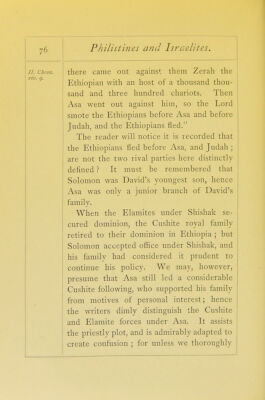 76
Philistines and Israelites.
II. Chron.
xiv. 9.
there came out against them Zerah the
Ethiopian with an host of a thousand thou-
sand and three hundred chariots. Then
Asa went out against him, so the Lord
smote the Ethiopians before Asa and before
Judah, and the Ethiopians fled."
The reader will notice it is recorded that
the Ethiopians fled before Asa, and Judah;
are not the two rival parties here distinctly
defined? It must be remembered that
Solomon was David's youngest son, hence
Asa was only a junior branch of David's
family.
When the Elamites under Shishak se-
cured dominion, the Cushite royal family
retired to their dominion in Ethiopia; but
Solomon accepted office under Shishak, and
his family had considered it prudent to
continue his policy. We may, however,
presume that Asa still led a considerable
Cushite following, who supported his family
from motives of personal interest; hence
the writers dimly distinguish the Cushite
and Elamite forces under Asa. It assists
the priestly plot, and is admirably adapted to
create confusion; for unless we thoroughly